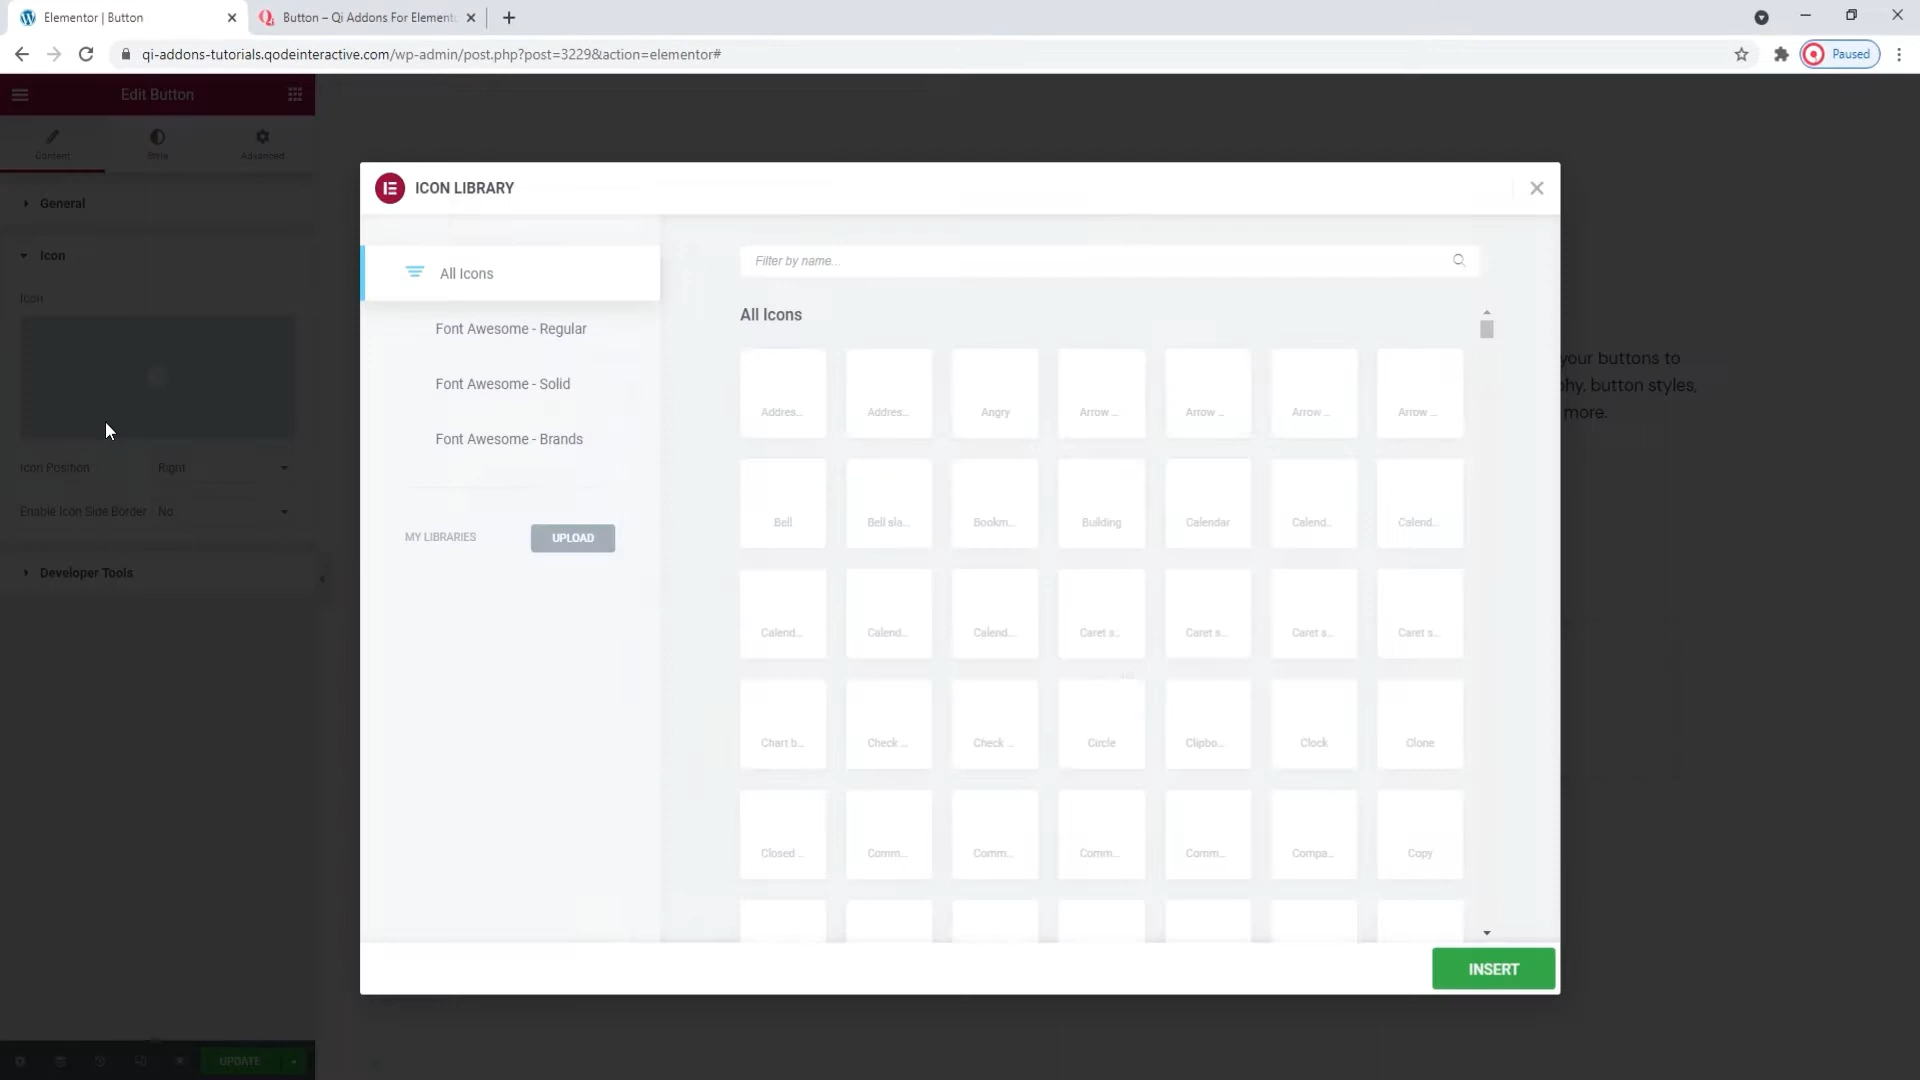 Elementor | Button
Button – Qi Addons For Elemento
qi-addons-tutorials.qodeinteractive.com/wp-admin/post.php?post=3229&action=elementor#
Paused
Edit Button
Content
Style
Advanced
General
Icon
Icon
Icon Position
Right
Enable Icon Side Border
No
Developer Tools
UPDATE
ICON LIBRARY
All Icons
Font Awesome - Regular
Font Awesome - Solid
Font Awesome - Brands
MY LIBRARIES
UPLOAD
Filter by name...
All Icons
Addres... Addres... Angry Arrow ... Arrow ... Arrow ... Arrow ...
Bell Bell sla... Bookm... Building Calendar Calend... Calend...
Calend... Calend... Calend... Caret s... Caret s... Caret s... Caret s...
Chart b... Check ... Check ... Circle Clipbo... Clock Clone
Closed ... Comm... Comm... Comm... Comm... Compa... Copy
INSERT
your buttons to
phy, button styles,
more.